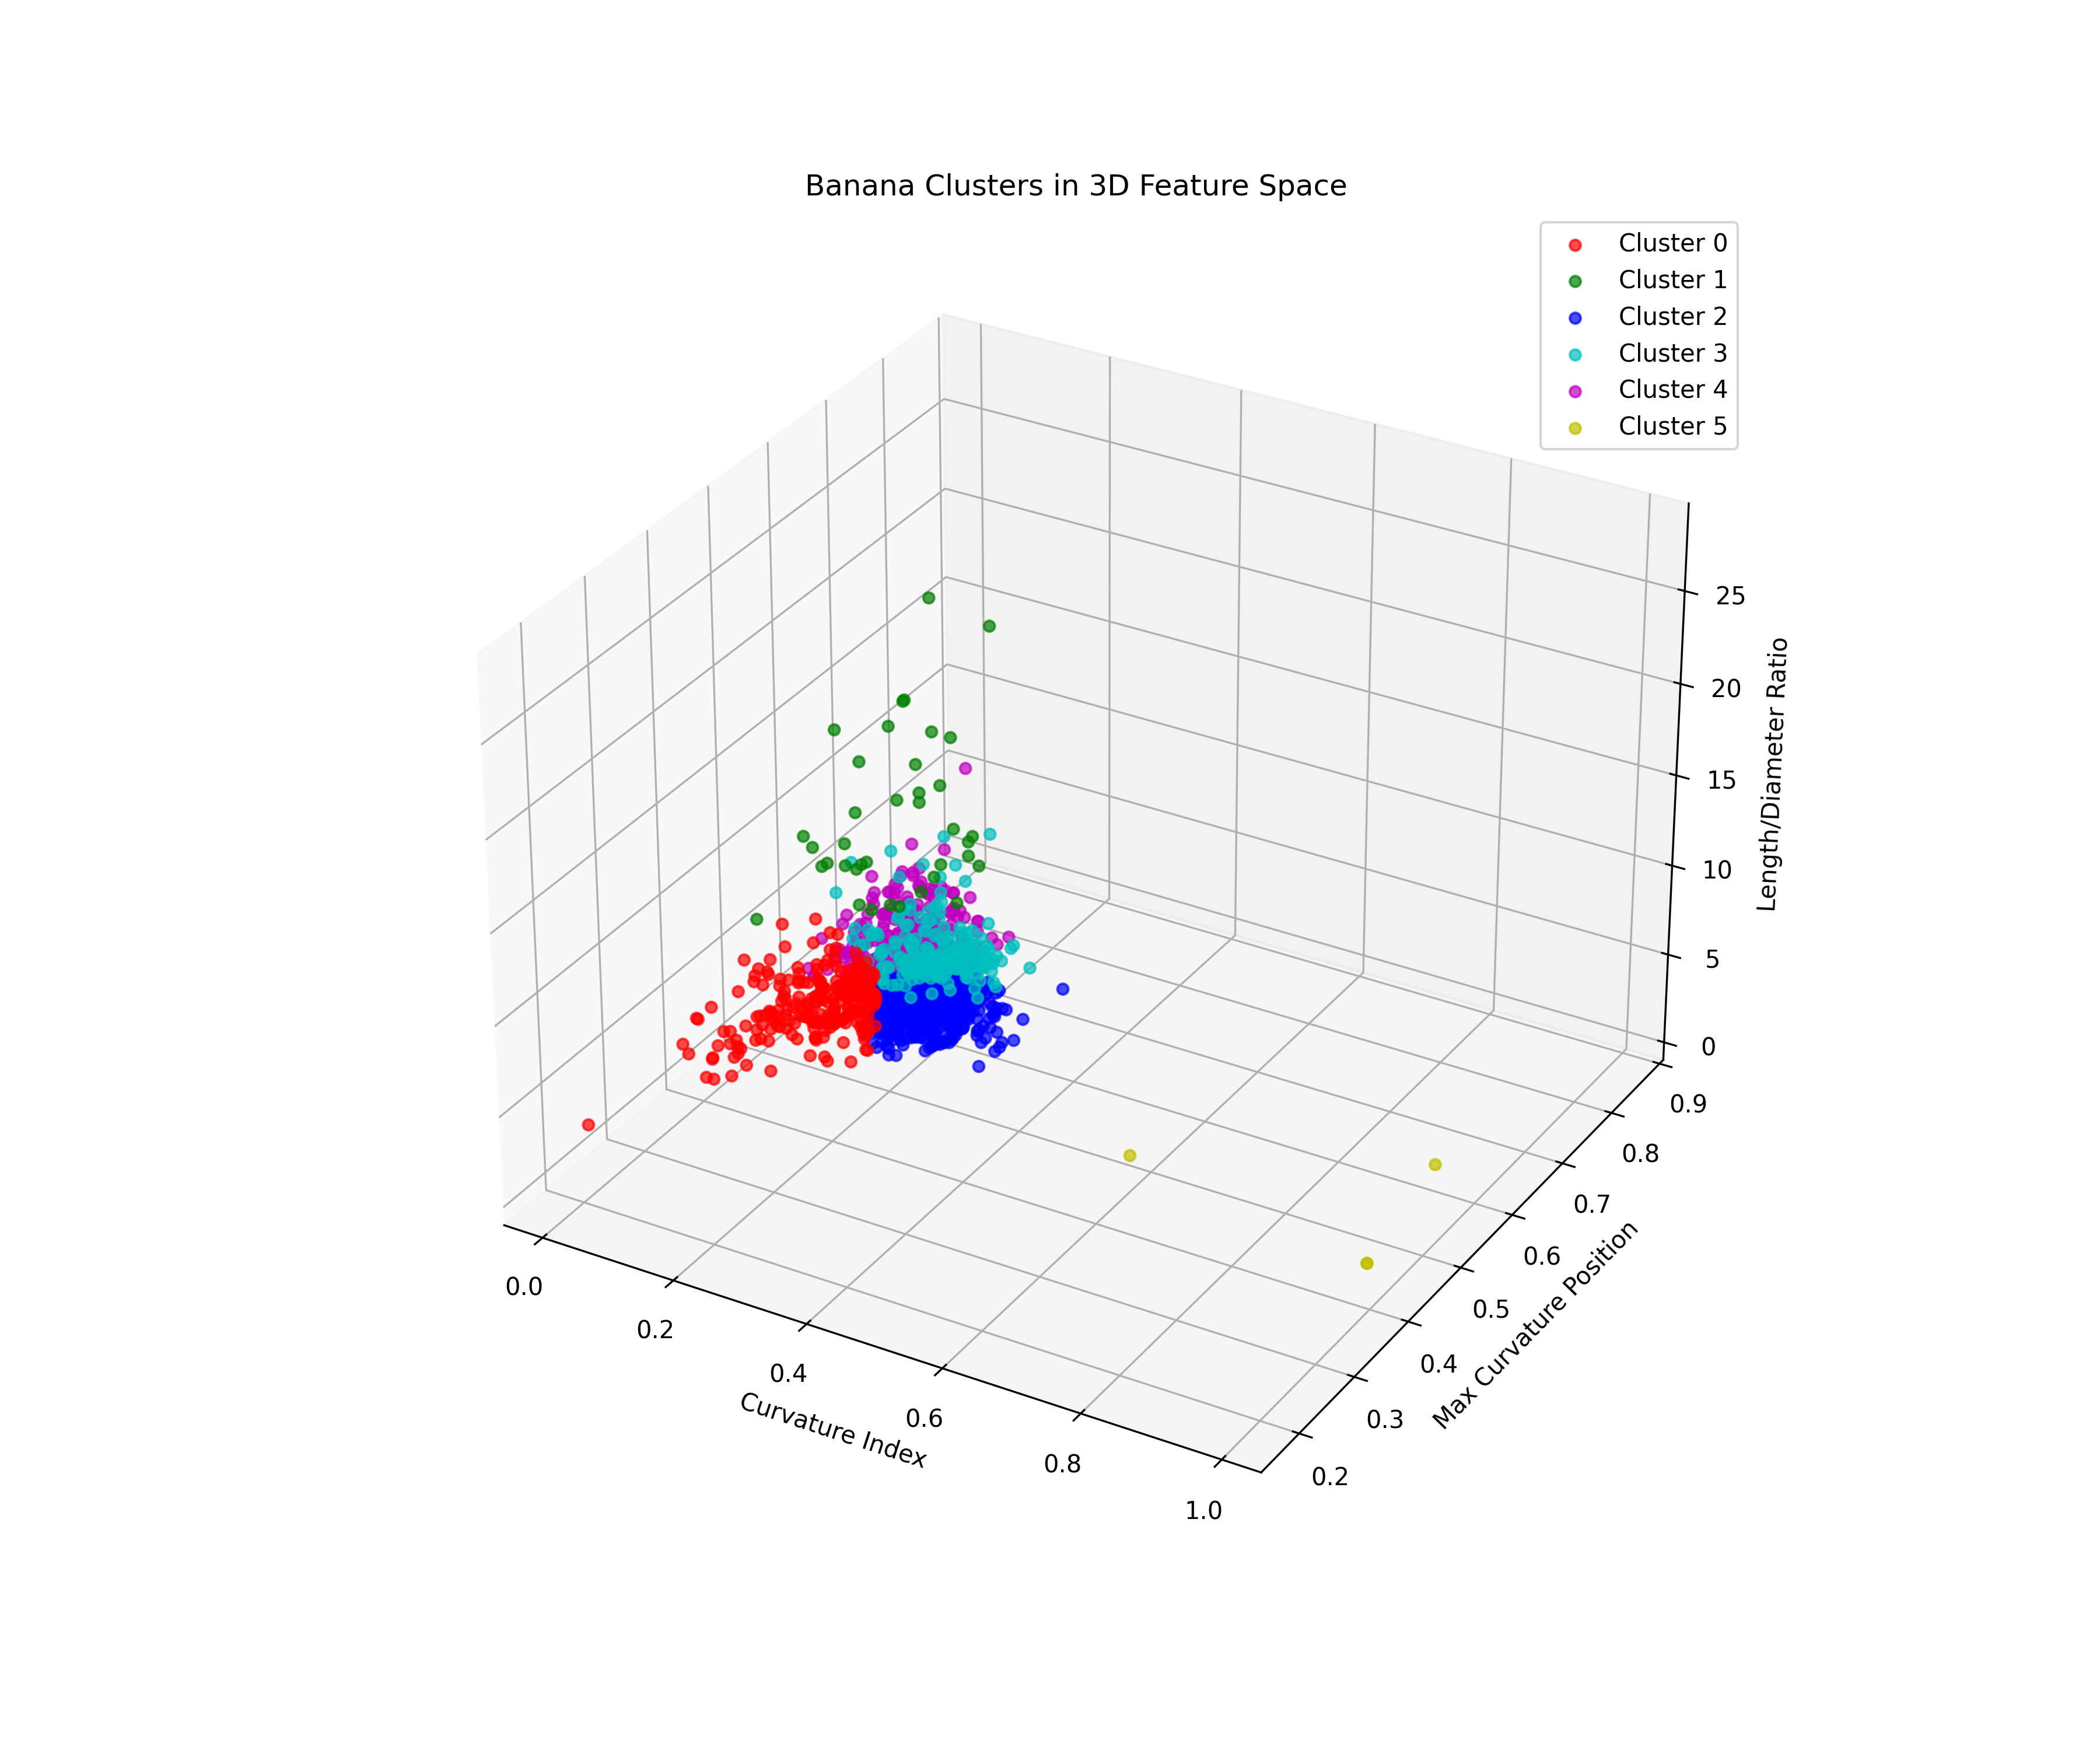 Banana Clusters in 3D Feature Space
Cluster 0
Cluster 1
Cluster 2
Cluster 3
Cluster 4
Cluster 5
25
20
15
10
5
0
Length/Diameter Ratio
0.9
0.8
0.7
0.6
0.5
0.4
0.3
0.2
Max Curvature Position
0.0
0.2
0.4
0.6
0.8
1.0
Curvature Index